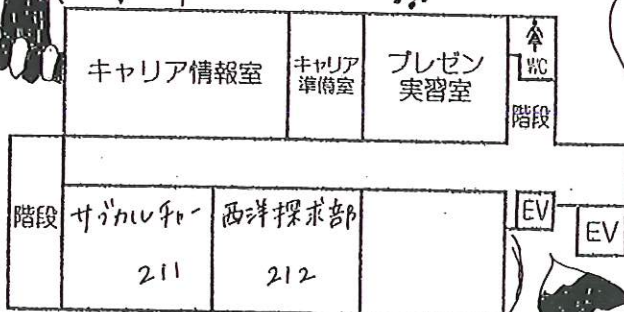 キャリア情報室
キャリア
準備室
プレゼン
実習室
WC
階段
階段
サブカルチャー
211
西洋探求部
212
EV
EV